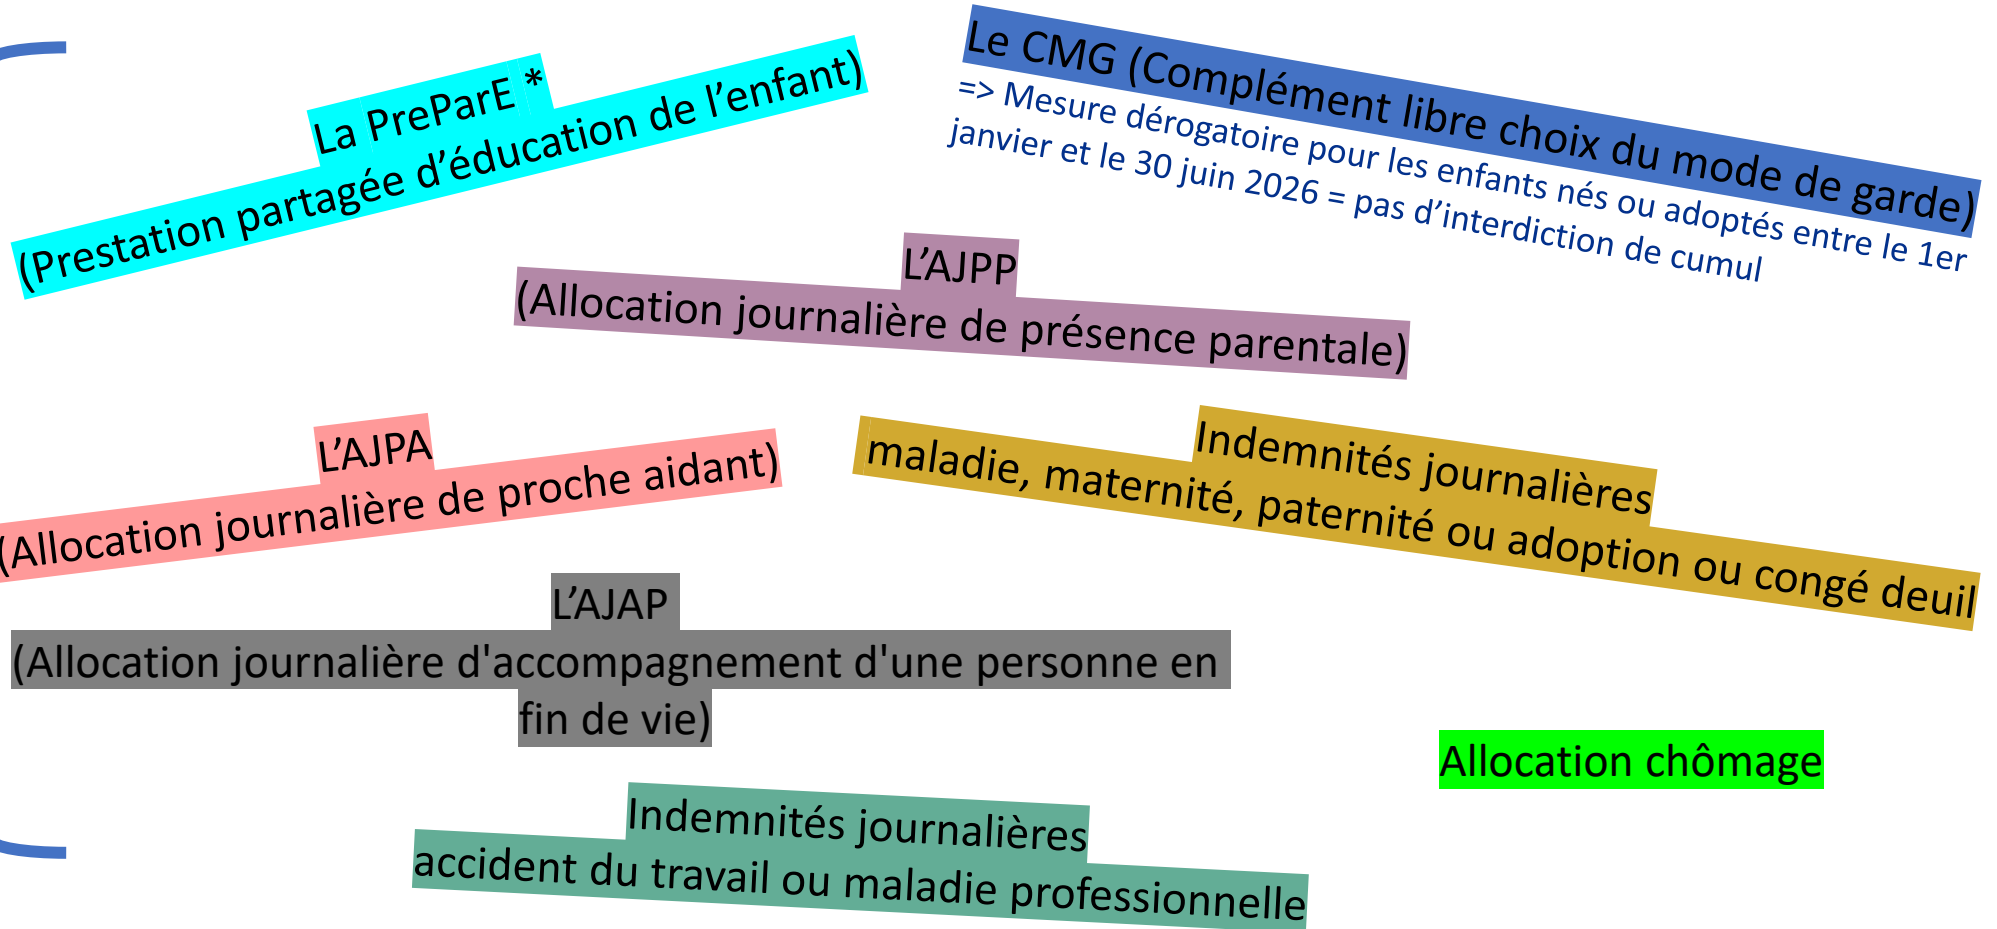 La PreParE *
(Prestation partagée d’éducation de l’enfant)
Le CMG (Complément libre choix du mode de garde)
=> Mesure dérogatoire pour les enfants nés ou adoptés entre le 1er
janvier et le 30 juin 2026 = pas d’interdiction de cumul
L’AJPP
(Allocation journalière de présence parentale)
L’AJPA
(Allocation journalière de proche aidant)
Indemnités journalières
maladie, maternité, paternité ou adoption ou congé deuil
L’AJAP
(Allocation journalière d'accompagnement d'une personne en
fin de vie)
Allocation chômage
Indemnités journalières
accident du travail ou maladie professionnelle